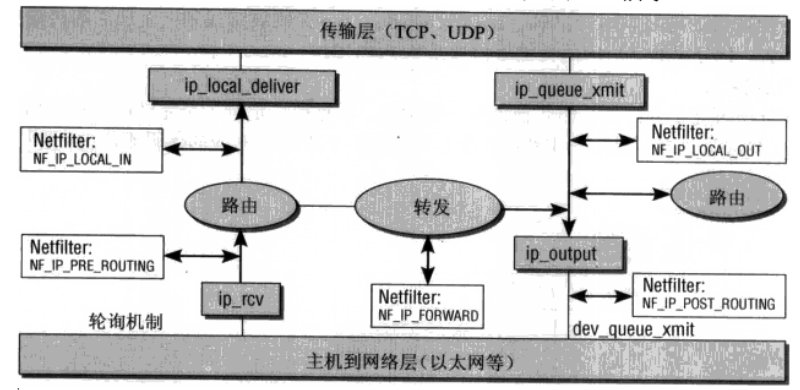 传输层（TCP、UDP）
ip_local_deliver
ip_queue_xmit
Netfilter:
NF_IP_LOCAL_IN
Netfilter:
NF_IP_LOCAL_OUT
路由
转发
路由
Netfilter:
NF_IP_PRE_ROUTING
ip_output
ip_rcv
Netfilter:
NF_IP_FORWARD
Netfilter:
NF_IP_POST_ROUTING
轮询机制
dev_queue_xmit
主机到网络层(以太网等)